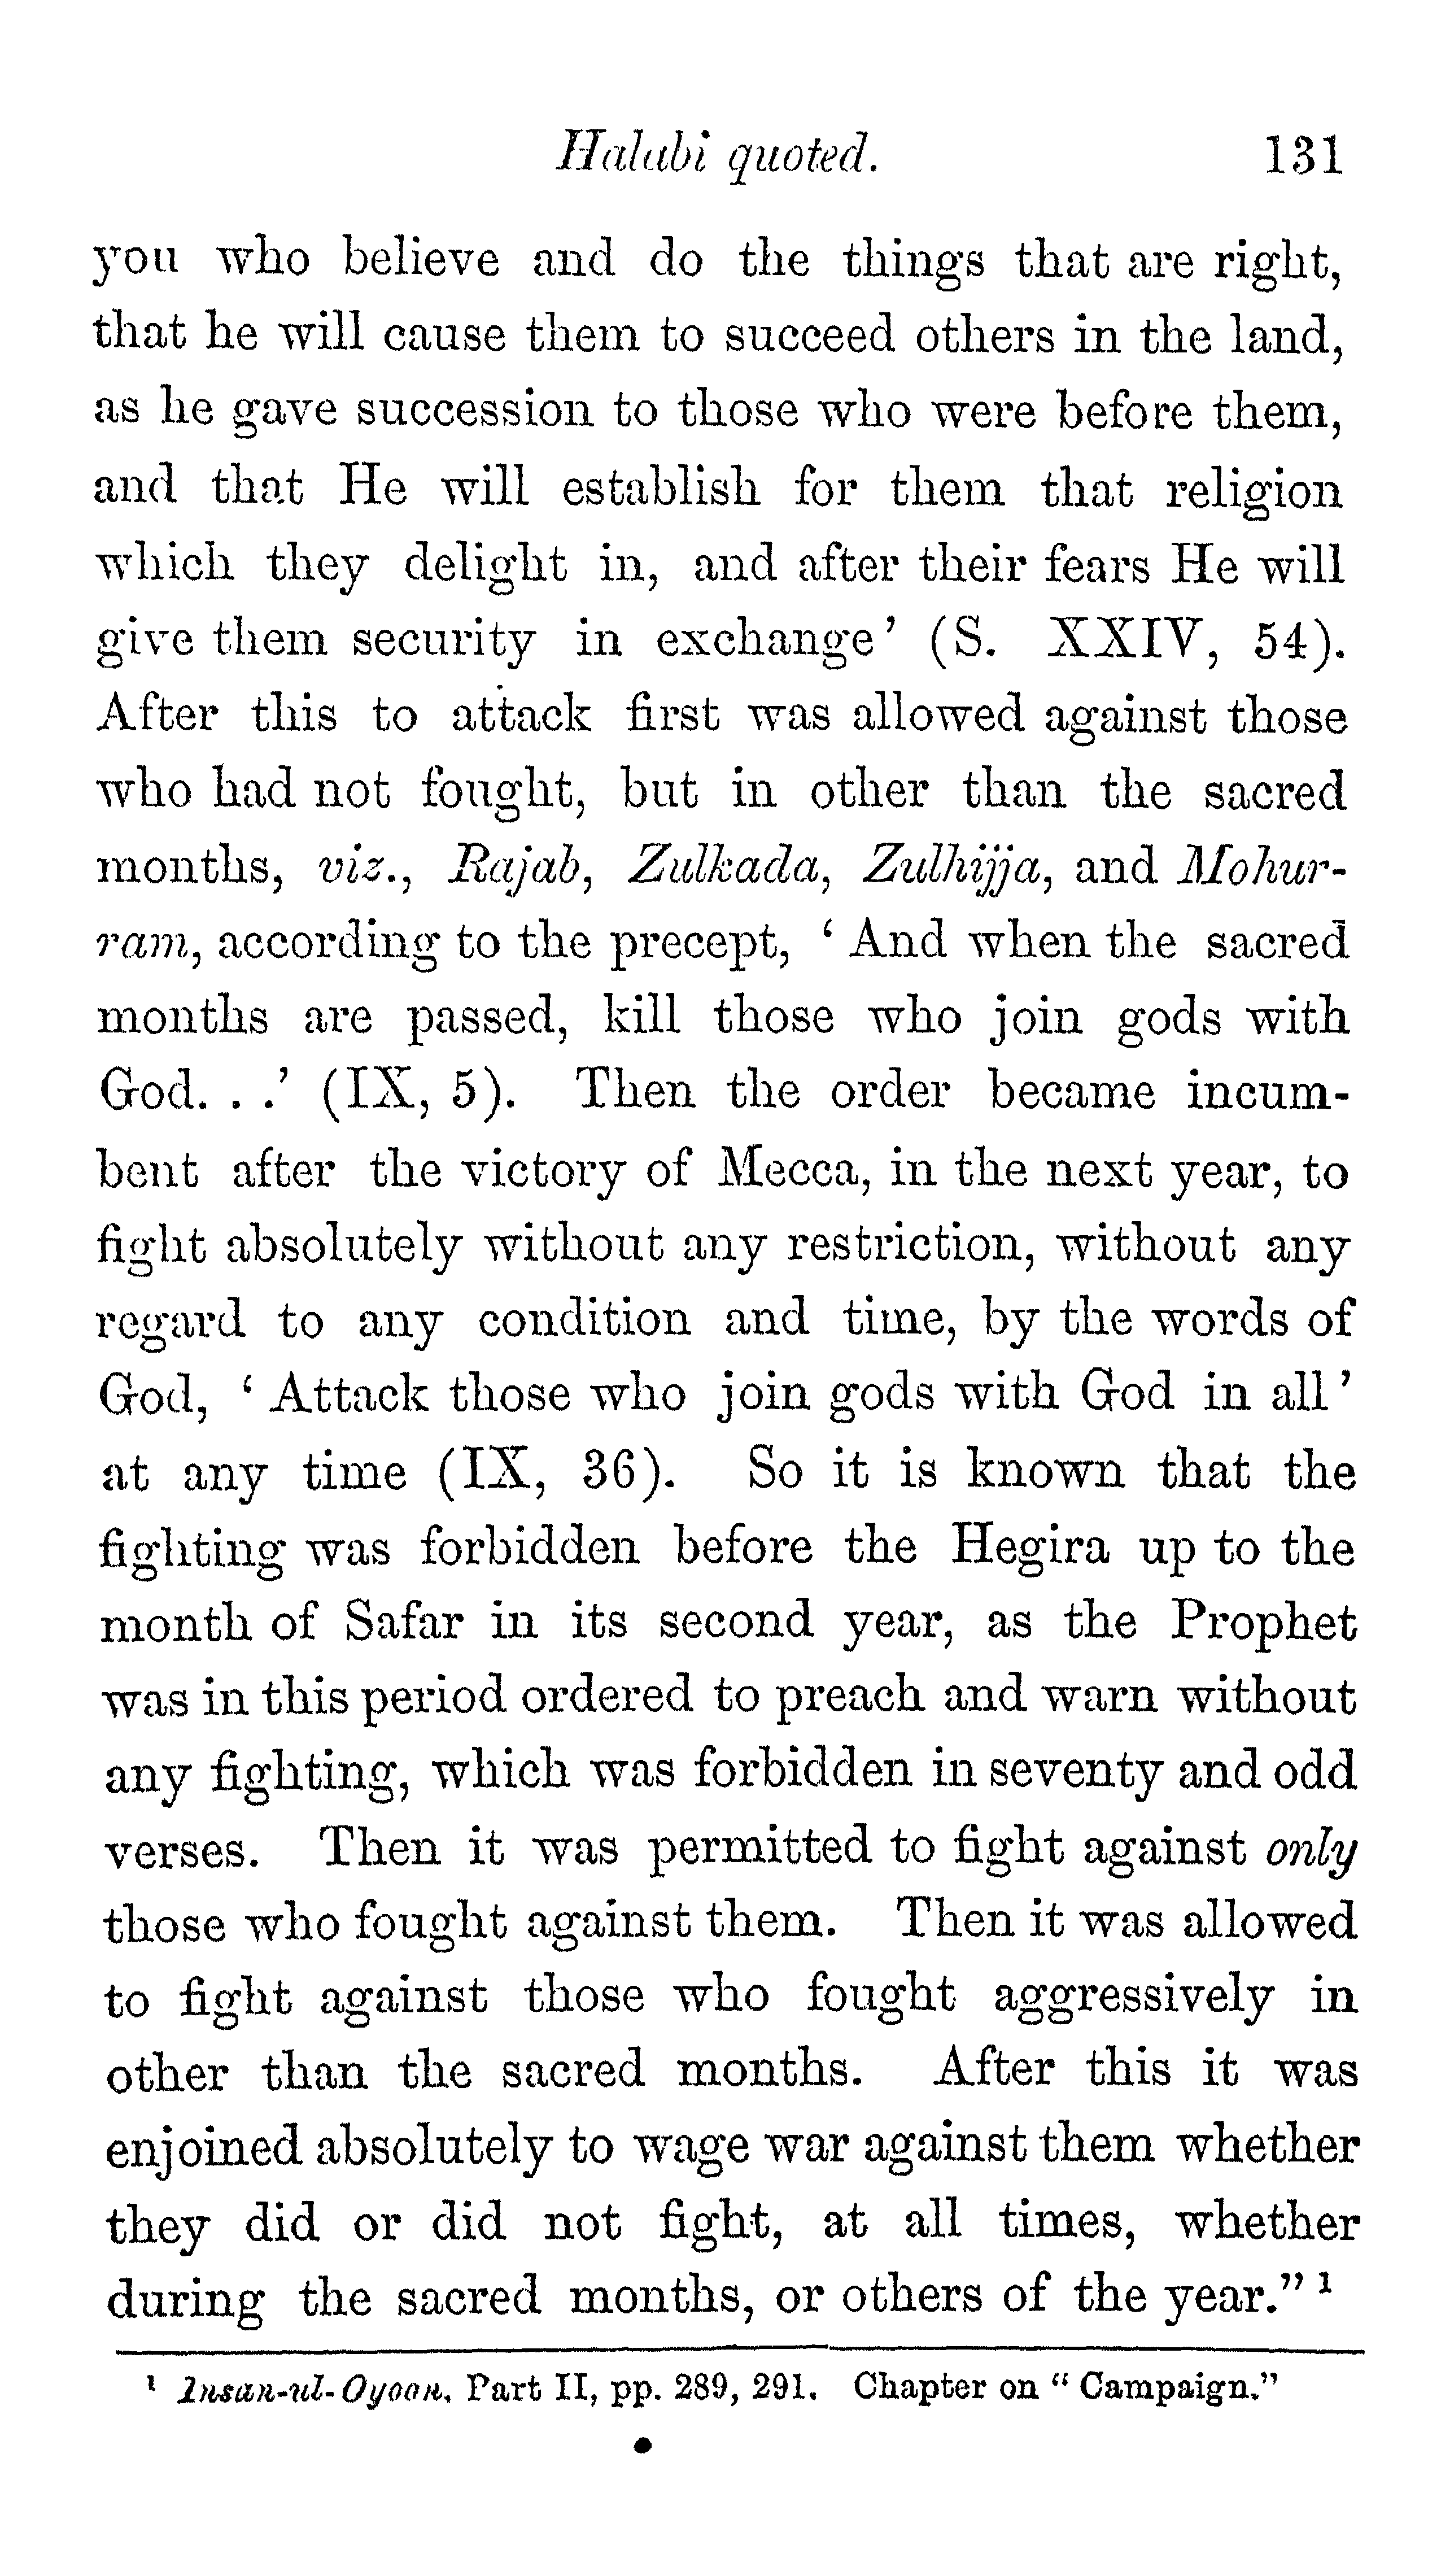 Halabi quoted. 131
you who believe and do the things that are right,
that he will cause them to succeed others in the land,
as he gave succession to those who were before them,
and that He will establish for them that religion
which they delight in, and after their fears He will
give them security in exchange’ (S. XXIV, 54).
After this to attack first was allowed against those
who had not fought, but in other than the sacred
months, viz., Rajab, Zulkada, Zulhijja, and Mohur-
ram, according to the precept, ‘ And when the sacred
months are passed, kill those who join gods with
God. . .’ (IX, 5). Then the order became incum-
bent after the victory of Mecca, in the next year, to
fight absolutely without any restriction, without any
regard to any condition and time, by the words of
God, ‘ Attack those who join gods with God in all ’
at any time (IX, 36). So it is known that the
fighting was forbidden before the Hegira up to the
month of Safar in its second year, as the Prophet
was in this period ordered to preach and warn without
any fighting, which was forbidden in seventy and odd
verses. Then it was permitted to fight against only
those who fought against them. Then it was allowed
to fight against those who fought aggressively in
other than the sacred months. After this it was
enjoined absolutely to wage war against them whether
they did or did not fight, at all times, whether
during the sacred months, or others of the year.” 1
1 Insan-ul-Oyoon, Part II, pp. 289, 291. Chapter on “ Campaign.”